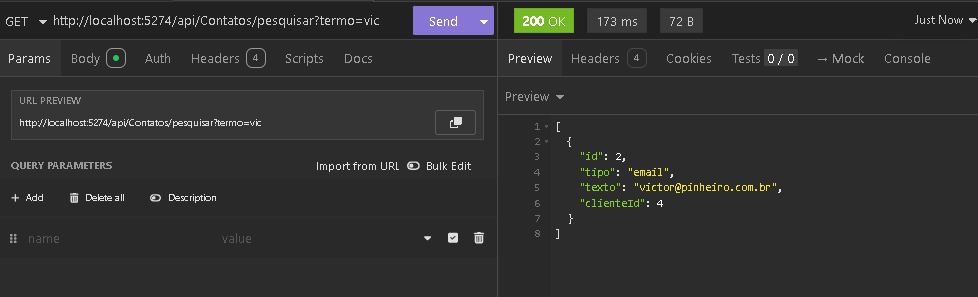 GET http://localhost:5274/api/Contatos/pesquisar?termo=vic Send
Params Body Auth Headers 4 Scripts Docs
URL PREVIEW
http://localhost:5274/api/Contatos/pesquisar?termo=vic
QUERY PARAMETERS Import from URL Bulk Edit
+ Add Delete all Description
name value
200 OK 173 ms 72 B Just Now
Preview Headers 4 Cookies Tests 0 / 0 → Mock Console
Preview
1 [
2 {
3 "id": 2,
4 "tipo": "email",
5 "texto": "victor@pinheiro.com.br",
6 "clienteId": 4
7 }
8 ]